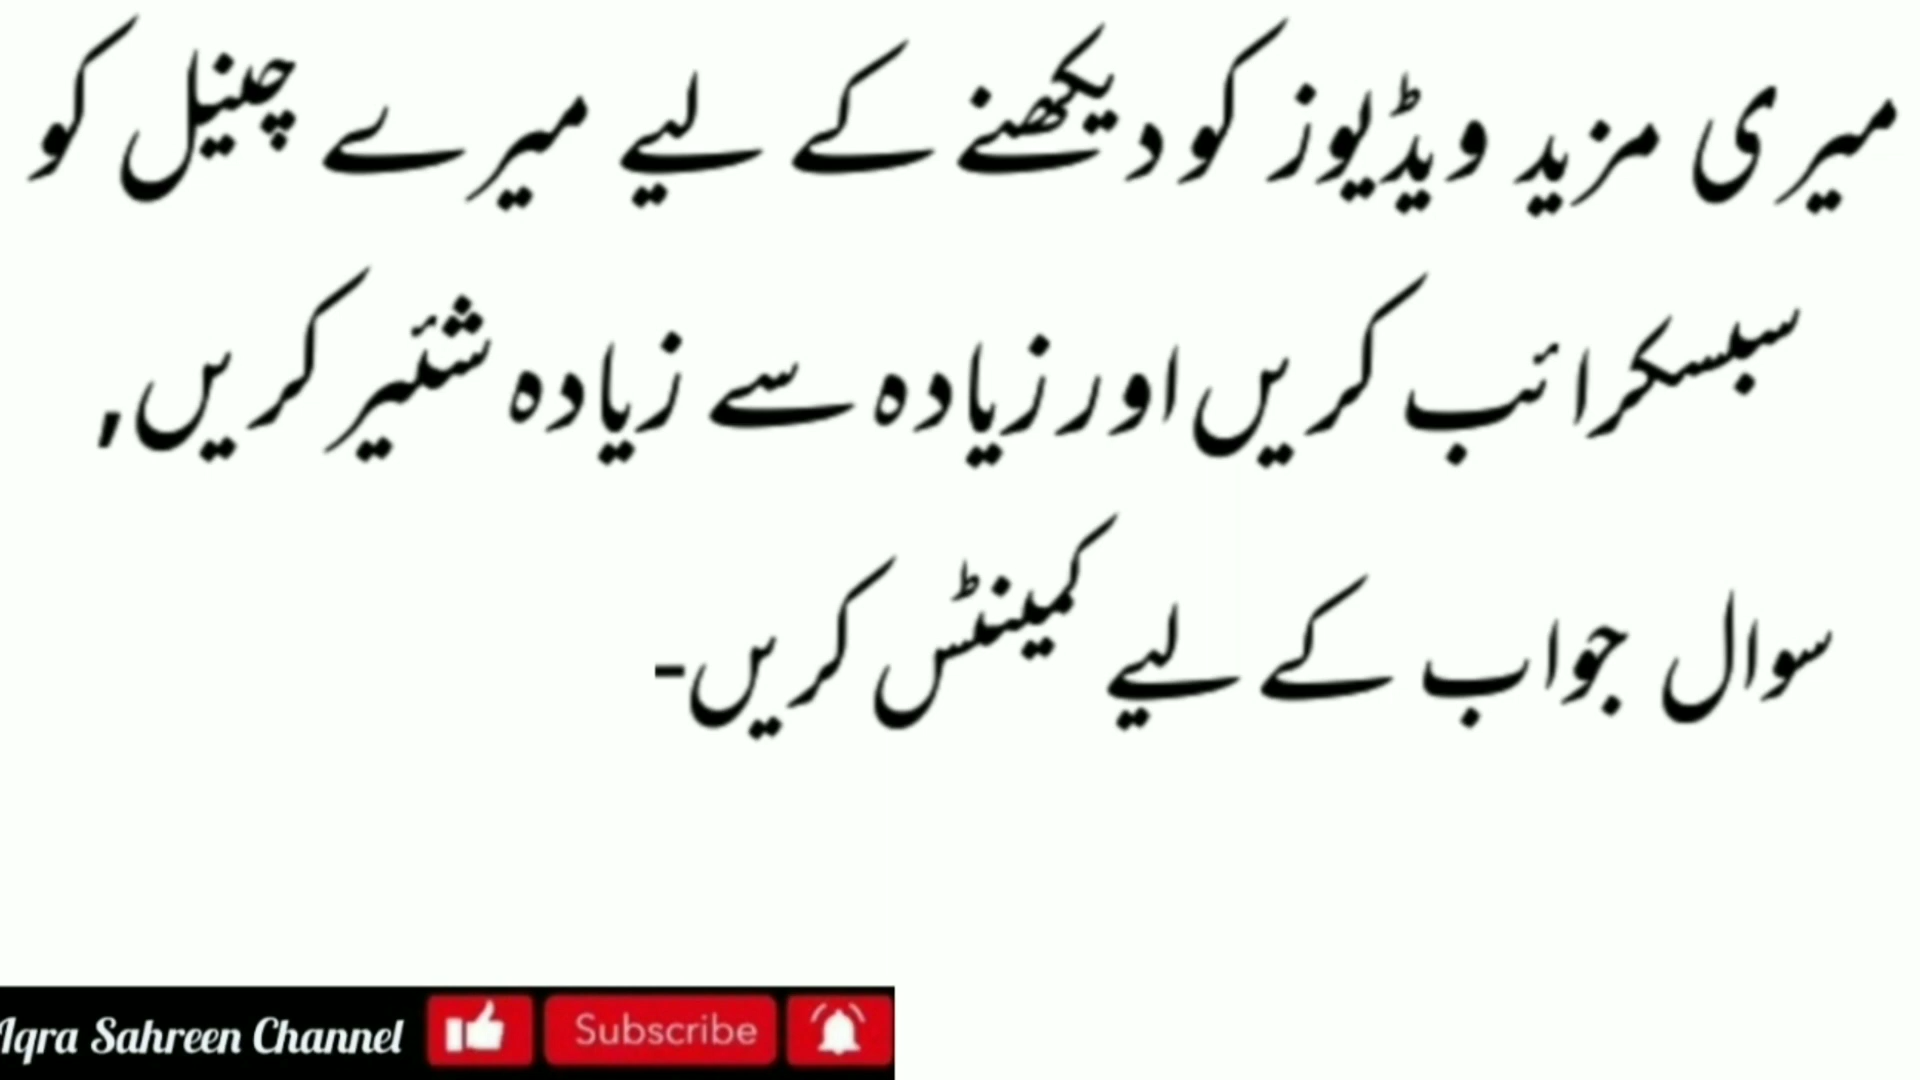 میری مزید ویڈیوز کو دیکھنے کے لیے میرے چینیل کو
سبسکرائب کریں اور زیادہ سے زیادہ شئیر کریں,
سوال جواب کے لیے کمینٹس کریں-
Iqra Sahreen Channel Subscribe